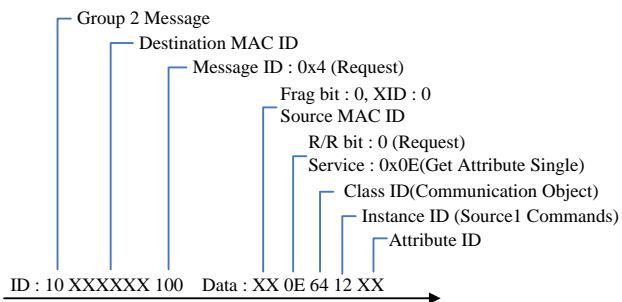 Group 2 Message
Destination MAC ID
Message ID : 0x4 (Request)
Frag bit : 0, XID : 0
Source MAC ID
R/R bit : 0 (Request)
Service : 0x0E(Get Attribute Single)
Class ID(Communication Object)
Instance ID (Source1 Commands)
Attribute ID
ID : 10 XXXXXX 100 Data : XX 0E 64 12 XX